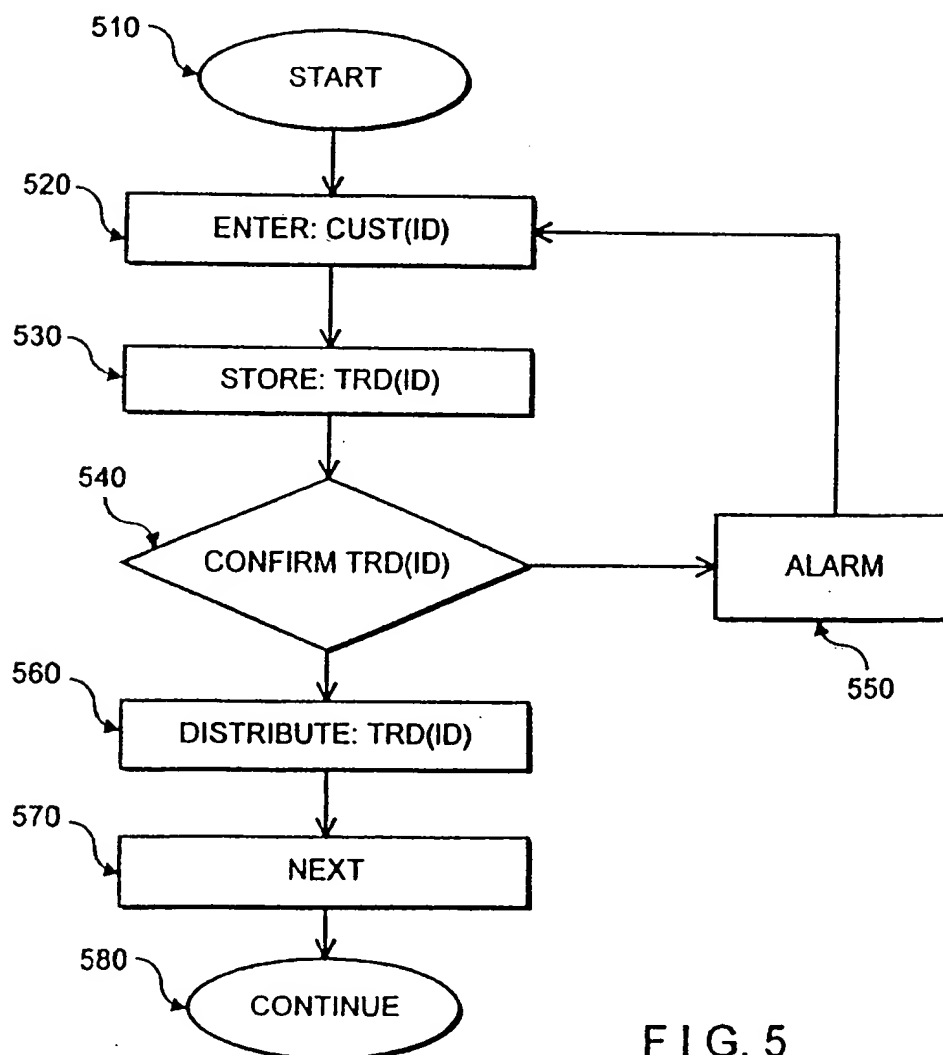 510
START
520
ENTER: CUST(ID)
530
STORE: TRD(ID)
540
CONFIRM TRD(ID)
ALARM
550
560
DISTRIBUTE: TRD(ID)
570
NEXT
580
CONTINUE
FIG. 5